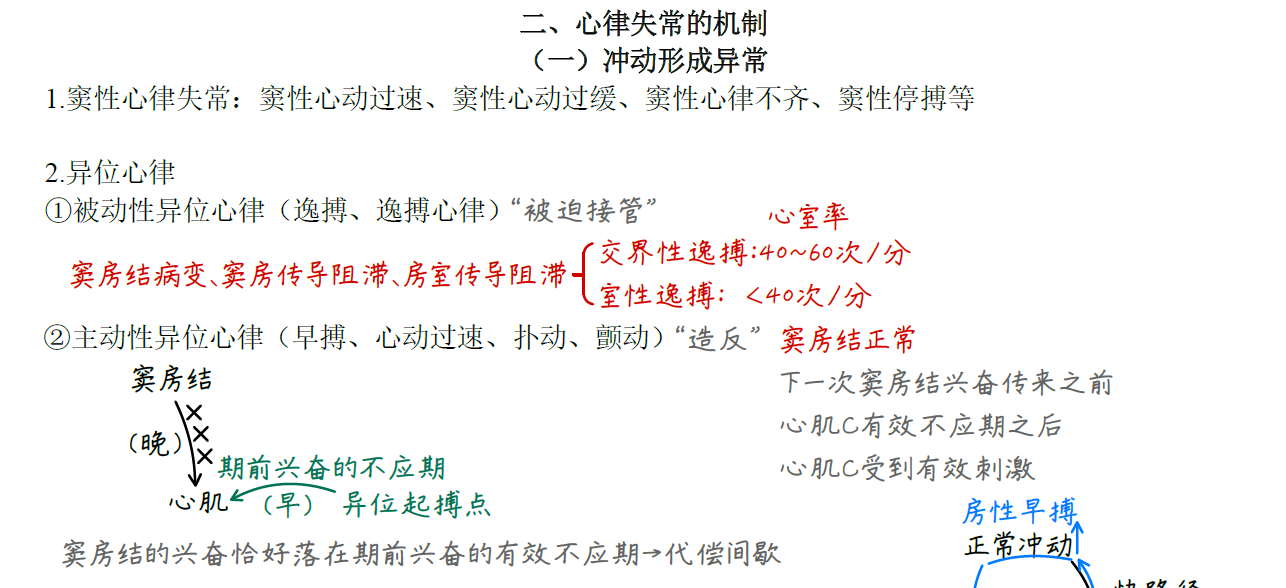 二、心律失常的机制
（一）冲动形成异常
1.窦性心律失常：窦性心动过速、窦性心动过缓、窦性心律不齐、窦性停搏等
2.异位心律
①被动性异位心律（逸搏、逸搏心律）“被迫接管”
心室率
窦房结病变、窦房传导阻滞、房室传导阻滞
交界性逸搏:40~60次/分
室性逸搏: <40次/分
②主动性异位心律（早搏、心动过速、扑动、颤动）“造反” 窦房结正常
窦房结
下一次窦房结兴奋传来之前
心肌C有效不应期之后
心肌C受到有效刺激
（晚）
期前兴奋的不应期
心肌
（早） 异位起搏点
窦房结的兴奋恰好落在期前兴奋的有效不应期→代偿间歇
房性早搏
正常冲动